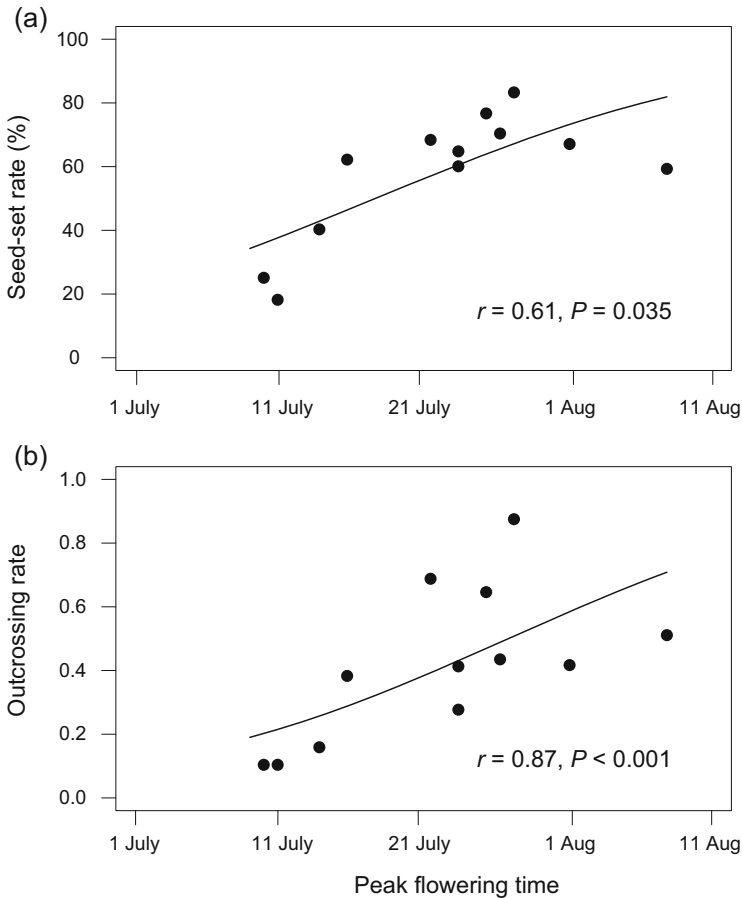 (a)
100
80
60
40
20
0
Seed-set rate (%)
r = 0.61, P = 0.035
1 July 11 July 21 July 1 Aug 11 Aug
(b)
1.0
0.8
0.6
0.4
0.2
0.0
Outcrossing rate
r = 0.87, P < 0.001
1 July 11 July 21 July 1 Aug 11 Aug
Peak flowering time